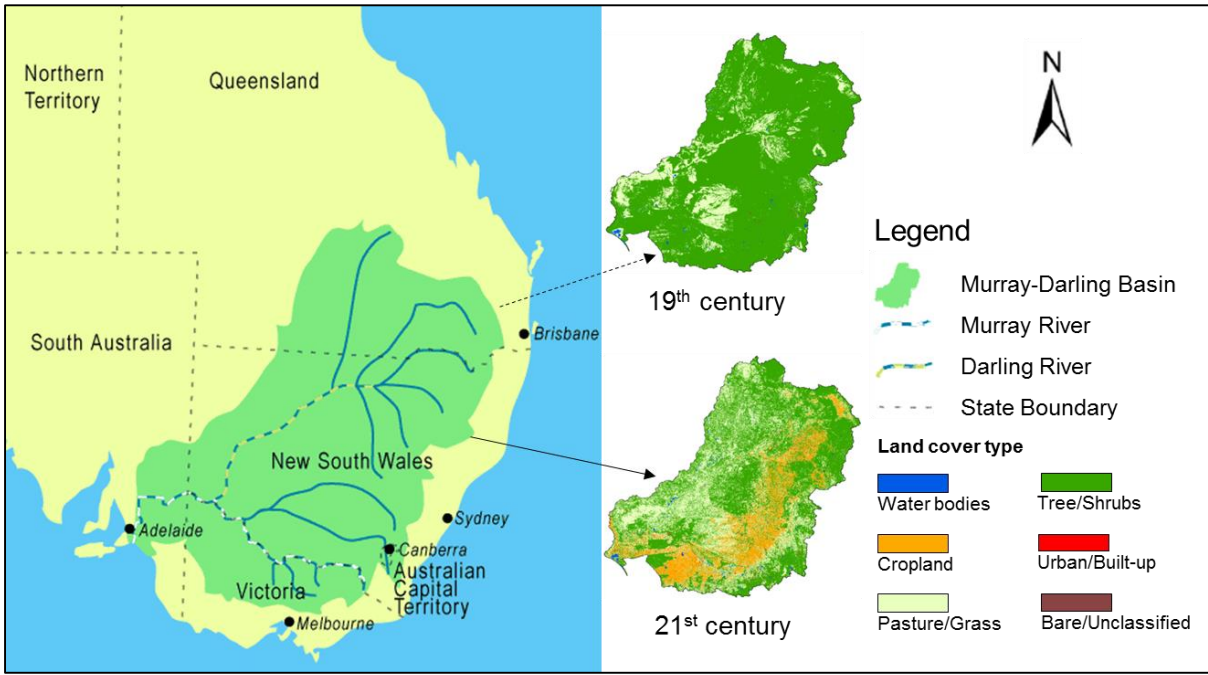 Northern
Territory
Queensland
South Australia
Brisbane
New South Wales
Adelaide
Sydney
Canberra
Australian
Capital
Territory
Victoria
Melbourne
19th century
21st century
N
Legend
Murray-Darling Basin
Murray River
Darling River
State Boundary
Land cover type
Water bodies
Tree/Shrubs
Cropland
Urban/Built-up
Pasture/Grass
Bare/Unclassified